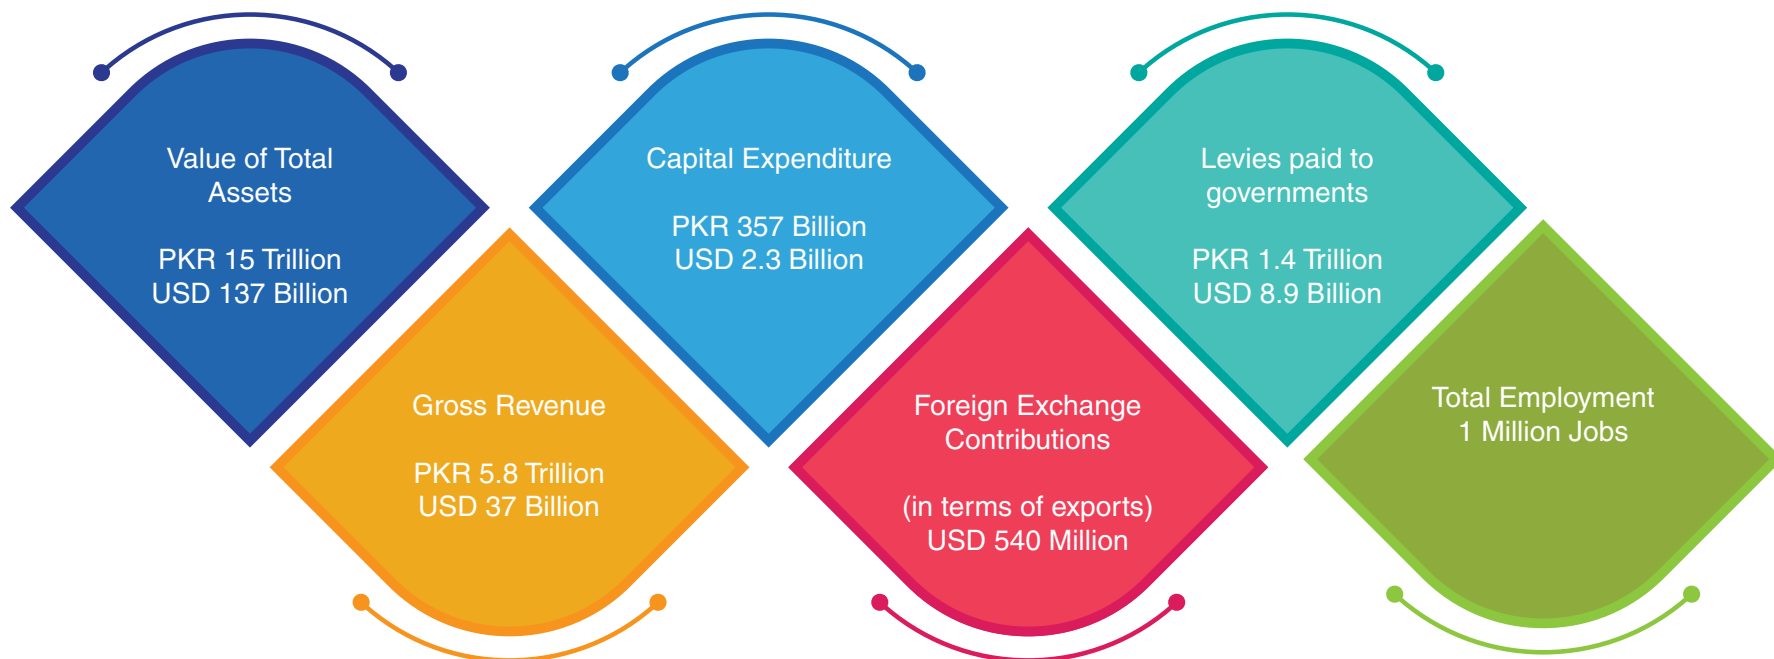 Value of Total
Assets
PKR 15 Trillion
USD 137 Billion
Gross Revenue
PKR 5.8 Trillion
USD 37 Billion
Capital Expenditure
PKR 357 Billion
USD 2.3 Billion
Foreign Exchange
Contributions
(in terms of exports)
USD 540 Million
Levies paid to
governments
PKR 1.4 Trillion
USD 8.9 Billion
Total Employment
1 Million Jobs